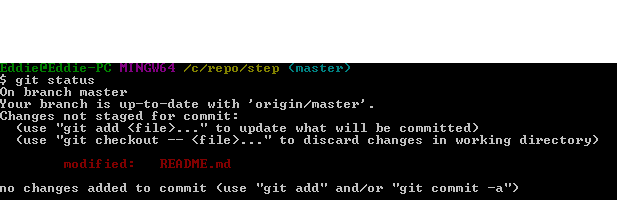 Eddie@Eddie-PC MINGW64 /c/repo/step (master)
$ git status
On branch master
Your branch is up-to-date with 'origin/master'.
Changes not staged for commit:
  (use "git add <file>..." to update what will be committed)
  (use "git checkout -- <file>..." to discard changes in working directory)
        modified:   README.md
no changes added to commit (use "git add" and/or "git commit -a")